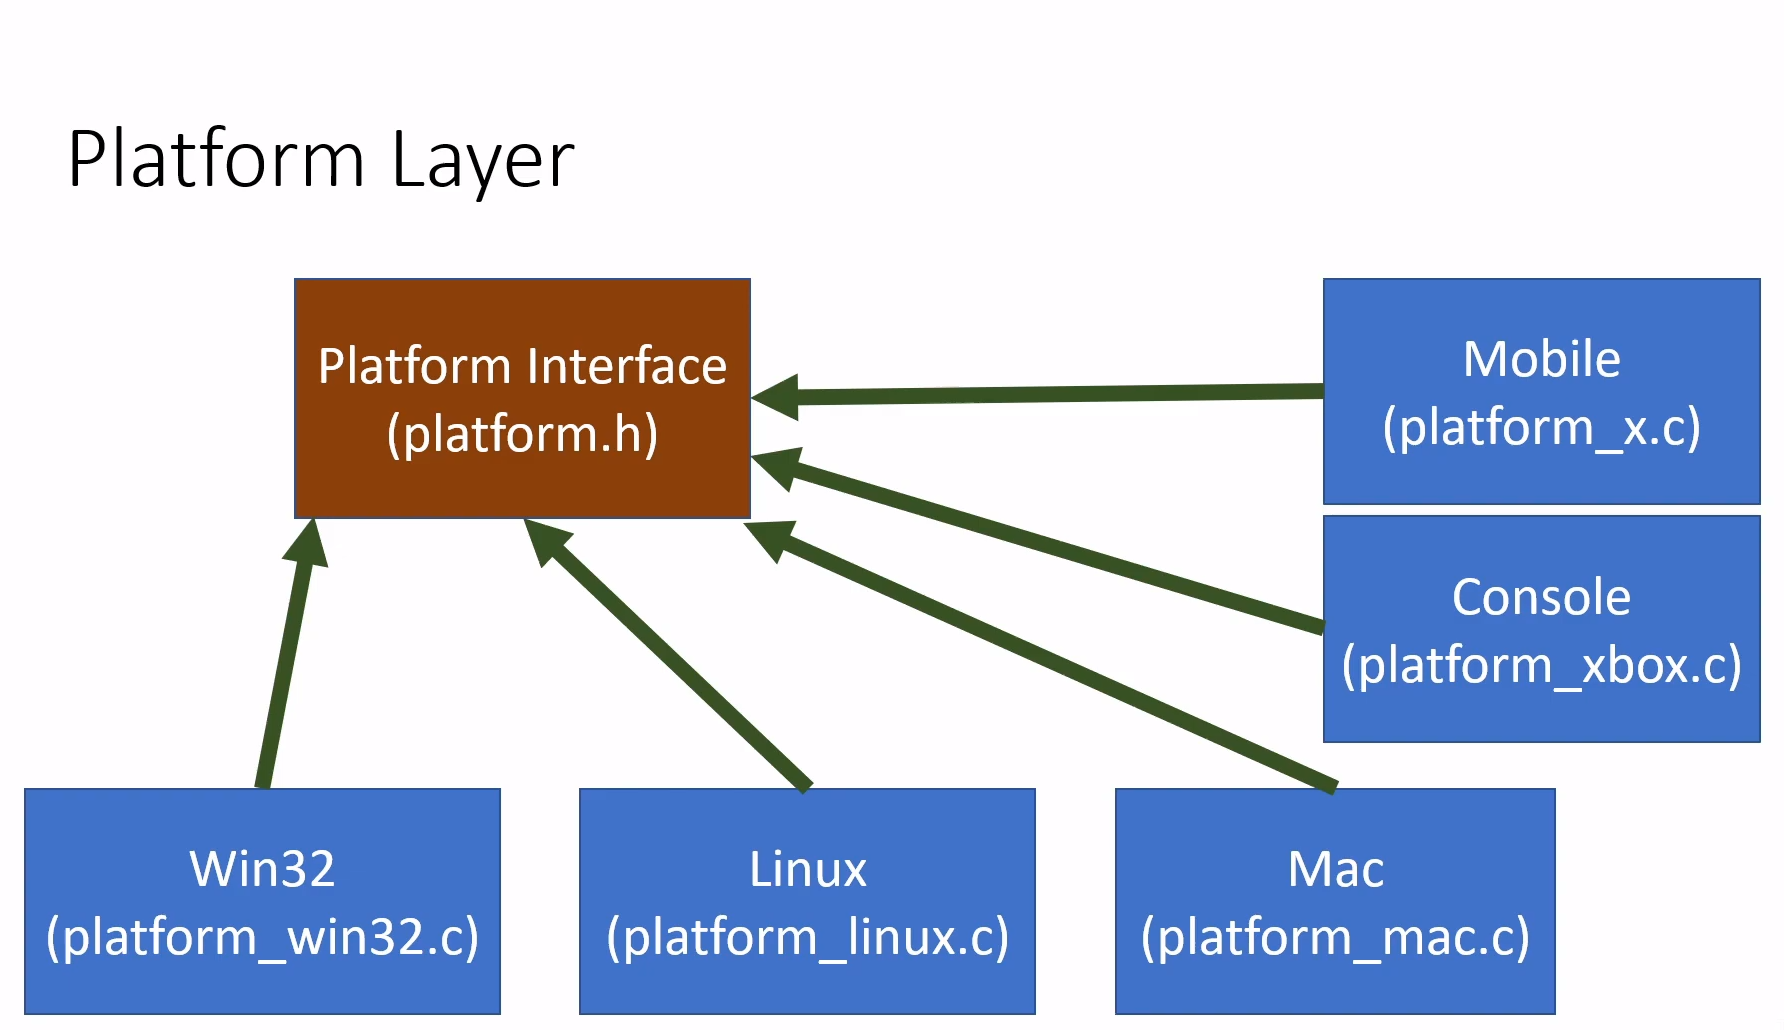 Platform Layer
Platform Interface
(platform.h)
Mobile
(platform_x.c)
Console
(platform_xbox.c)
Win32
(platform_win32.c)
Linux
(platform_linux.c)
Mac
(platform_mac.c)